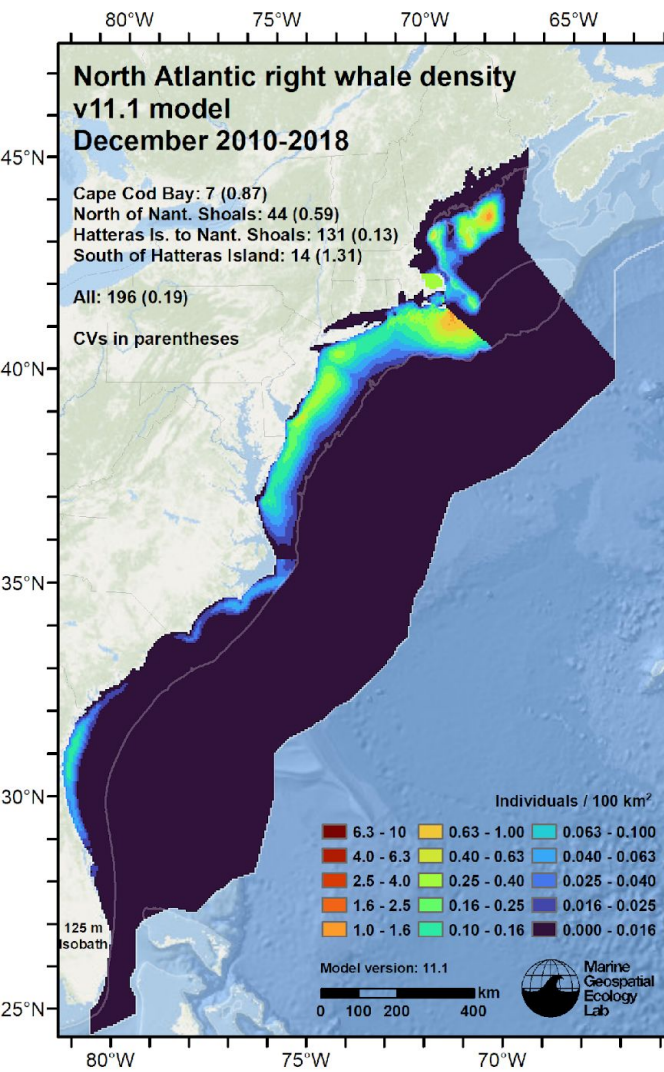 80°W 75°W 70°W 65°W
North Atlantic right whale density
v11.1 model
December 2010-2018
45°N
Cape Cod Bay: 7 (0.87)
North of Nant. Shoals: 44 (0.59)
Hatteras Is. to Nant. Shoals: 131 (0.13)
South of Hatteras Island: 14 (1.31)
All: 196 (0.19)
CVs in parentheses
40°N
35°N
30°N
Individuals / 100 km²
6.3 - 10 0.63 - 1.00 0.063 - 0.100
4.0 - 6.3 0.40 - 0.63 0.040 - 0.063
2.5 - 4.0 0.25 - 0.40 0.025 - 0.040
1.6 - 2.5 0.16 - 0.25 0.016 - 0.025
1.0 - 1.6 0.10 - 0.16 0.000 - 0.016
125 m
Isobath
Model version: 11.1
km
0 100 200 400
Marine
Geospatial
Ecology
Lab
25°N
80°W 75°W 70°W